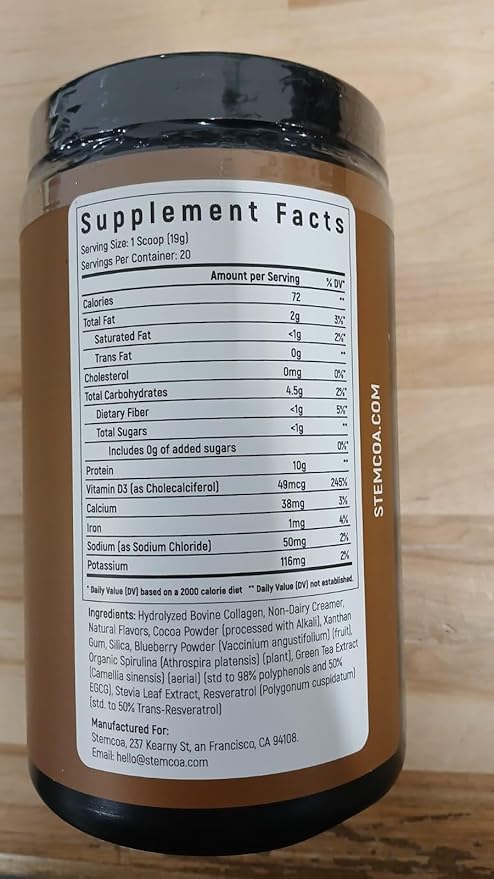 Supplement Facts
Serving Size: 1 Scoop (19g)
Servings Per Container: 20
Amount per Serving % DV*
Calories 72 **
Total Fat 2g 3%*
Saturated Fat <1g 2%*
Trans Fat 0g **
Cholesterol 0mg 0%*
Total Carbohydrates 4.5g 2%*
Dietary Fiber <1g 5%*
Total Sugars <1g **
Includes 0g of added sugars 0%*
Protein 10g **
Vitamin D3 (as Cholecalciferol) 49mcg 245%
Calcium 38mg 3%
Iron 1mg 4%
Sodium (as Sodium Chloride) 50mg 2%
Potassium 116mg 2%
* Daily Value (DV) based on a 2000 calorie diet ** Daily Value (DV) not established.
Ingredients: Hydrolyzed Bovine Collagen, Non-Dairy Creamer,
Natural Flavors, Cocoa Powder (processed with Alkali), Xanthan
Gum, Silica, Blueberry Powder (Vaccinium angustifolium) (fruit),
Organic Spirulina (Athrospira platensis) (plant), Green Tea Extract
(Camellia sinensis) (aerial) (std to 98% polyphenols and 50%
EGCG), Stevia Leaf Extract, Resveratrol (Polygonum cuspidatum)
(std. to 50% Trans-Resveratrol)
Manufactured For:
Stemcoa, 237 Kearny St, an Francisco, CA 94108.
Email: hello@stemcoa.com
STEMCOA.COM